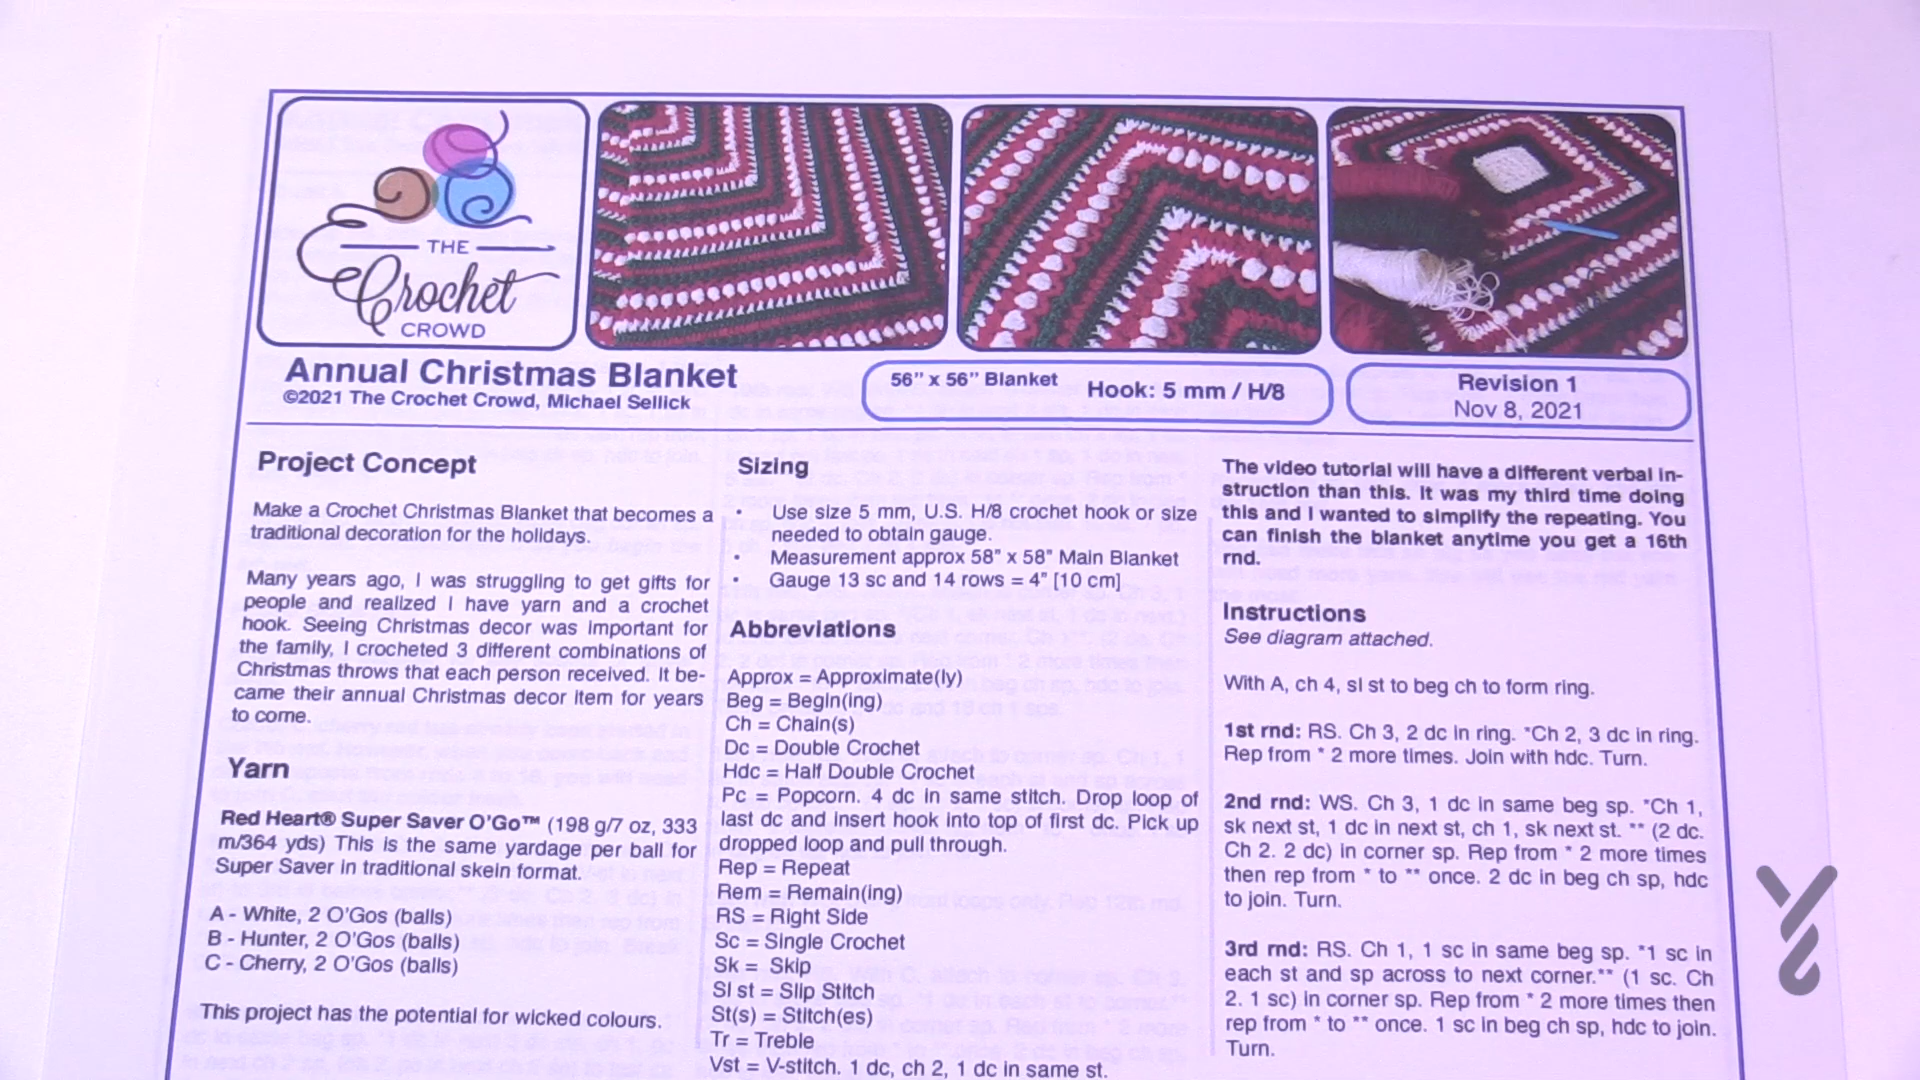 THE
Crochet
CROWD
Annual Christmas Blanket
©2021 The Crochet Crowd, Michael Sellick
56” x 56” Blanket
Hook: 5 mm / H/8
Revision 1
Nov 8, 2021
Project Concept
Make a Crochet Christmas Blanket that becomes a
traditional decoration for the holidays.
Many years ago, I was struggling to get gifts for
people and realized I have yarn and a crochet
hook. Seeing Christmas decor was important for
the family, I crocheted 3 different combinations of
Christmas throws that each person received. It be-
came their annual Christmas decor item for years
to come.
Yarn
Red Heart® Super Saver O’Go™ (198 g/7 oz, 333
m/364 yds) This is the same yardage per ball for
Super Saver in traditional skein format.
A - White, 2 O’Gos (balls)
B - Hunter, 2 O’Gos (balls)
C - Cherry, 2 O’Gos (balls)
This project has the potential for wicked colours.
Sizing
• Use size 5 mm, U.S. H/8 crochet hook or size
needed to obtain gauge.
• Measurement approx 58” x 58” Main Blanket
• Gauge 13 sc and 14 rows = 4” [10 cm]
Abbreviations
Approx = Approximate(ly)
Beg = Begin(ing)
Ch = Chain(s)
Dc = Double Crochet
Hdc = Half Double Crochet
Pc = Popcorn. 4 dc in same stitch. Drop loop of
last dc and insert hook into top of first dc. Pick up
dropped loop and pull through.
Rep = Repeat
Rem = Remain(ing)
RS = Right Side
Sc = Single Crochet
Sk = Skip
Sl st = Slip Stitch
St(s) = Stitch(es)
Tr = Treble
Vst = V-stitch. 1 dc, ch 2, 1 dc in same st.
The video tutorial will have a different verbal in-
struction than this. It was my third time doing
this and I wanted to simplify the repeating. You
can finish the blanket anytime you get a 16th
rnd.
Instructions
See diagram attached.
With A, ch 4, sl st to beg ch to form ring.
1st rnd: RS. Ch 3, 2 dc in ring. *Ch 2, 3 dc in ring.
Rep from * 2 more times. Join with hdc. Turn.
2nd rnd: WS. Ch 3, 1 dc in same beg sp. *Ch 1,
sk next st, 1 dc in next st, ch 1, sk next st. ** (2 dc.
Ch 2. 2 dc) in corner sp. Rep from * 2 more times
then rep from * to ** once. 2 dc in beg ch sp, hdc
to join. Turn.
3rd rnd: RS. Ch 1, 1 sc in same beg sp. *1 sc in
each st and sp across to next corner.** (1 sc. Ch
2. 1 sc) in corner sp. Rep from * 2 more times then
rep from * to ** once. 1 sc in beg ch sp, hdc to join.
Turn.